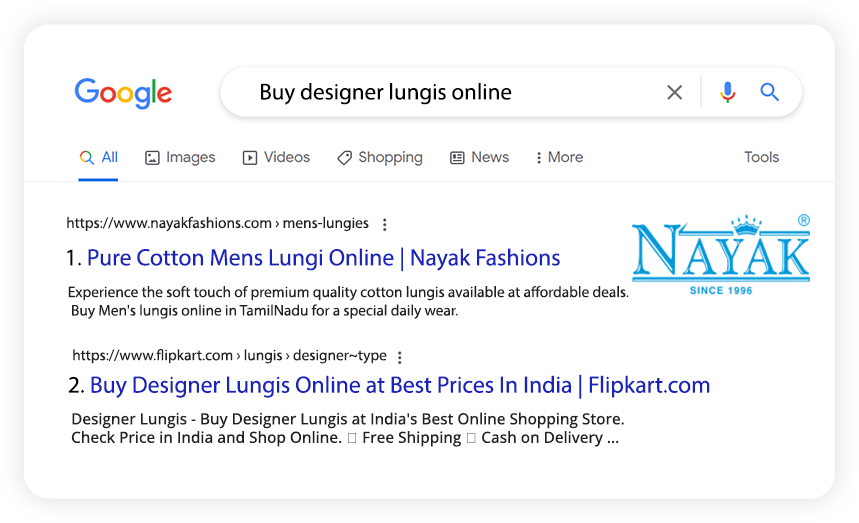 Google
Buy designer lungis online
All Images Videos Shopping News More Tools
https://www.nayakfashions.com › mens-lungies
1. Pure Cotton Mens Lungi Online | Nayak Fashions
Experience the soft touch of premium quality cotton lungis available at affordable deals.
Buy Men's lungis online in TamilNadu for a special daily wear.
NAYAK ®
SINCE 1996
https://www.flipkart.com › lungis › designer~type
2. Buy Designer Lungis Online at Best Prices In India | Flipkart.com
Designer Lungis - Buy Designer Lungis at India's Best Online Shopping Store.
Check Price in India and Shop Online. Free Shipping Cash on Delivery ...